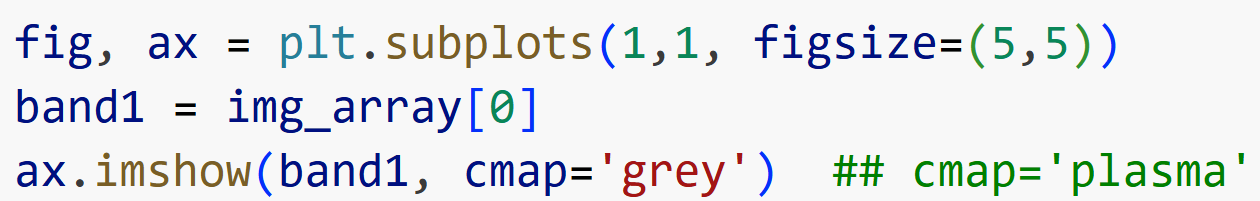 fig, ax = plt.subplots(1,1, figsize=(5,5))
band1 = img_array[0]
ax.imshow(band1, cmap='grey')  ## cmap='plasma'